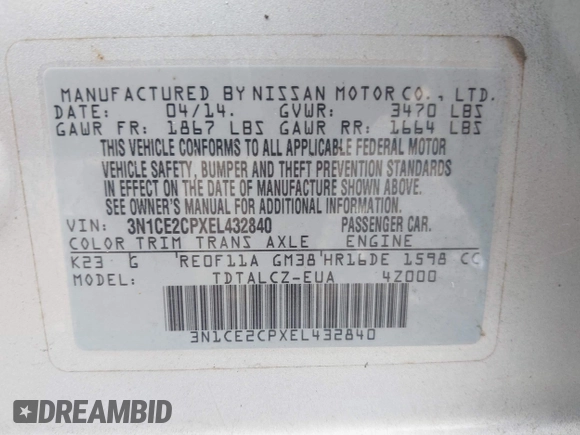 MANUFACTURED BY NISSAN MOTOR CO., LTD.
DATE: 04/14. GVWR: 3470 LBS
GAWR FR: 1867 LBS GAWR RR: 1664 LBS
THIS VEHICLE CONFORMS TO ALL APPLICABLE FEDERAL MOTOR
VEHICLE SAFETY, BUMPER AND THEFT PREVENTION STANDARDS
IN EFFECT ON THE DATE OF MANUFACTURE SHOWN ABOVE.
SEE OWNER'S MANUAL FOR ADDITIONAL INFORMATION.
VIN: 3N1CE2CPXEL432840 PASSENGER CAR.
COLOR TRIM TRANS AXLE ENGINE
K23 G RE0F11A GM38 HR16DE 1598 CC
MODEL: TDTALCZ-EUA 4Z000
3N1CE2CPXEL432840
DREAMBID